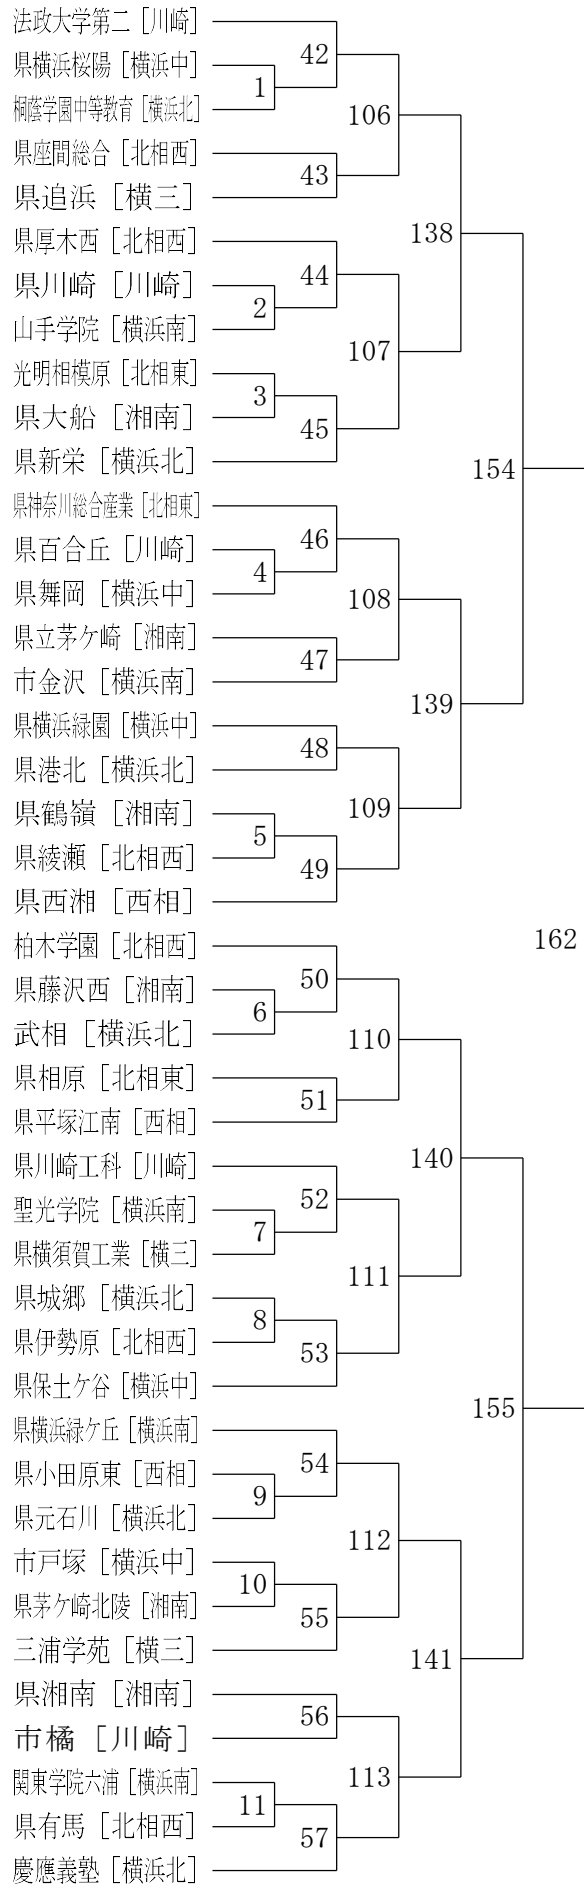 法政大学第二［川崎］
県横浜桜陽［横浜中］
桐蔭学園中等教育［横浜北］
県座間総合［北相西］
県追浜［横三］
県厚木西［北相西］
県川崎［川崎］
山手学院［横浜南］
光明相模原［北相東］
県大船［湘南］
県新栄［横浜北］
県神奈川総合産業［北相東］
県百合丘［川崎］
県舞岡［横浜中］
県立茅ケ崎［湘南］
市金沢［横浜南］
県横浜緑園［横浜中］
県港北［横浜北］
県鶴嶺［湘南］
県綾瀬［北相西］
県西湘［西相］
柏木学園［北相西］
県藤沢西［湘南］
武相［横浜北］
県相原［北相東］
県平塚江南［西相］
県川崎工科［川崎］
聖光学院［横浜南］
県横須賀工業［横三］
県城郷［横浜北］
県伊勢原［北相西］
県保土ケ谷［横浜中］
県横浜緑ケ丘［横浜南］
県小田原東［西相］
県元石川［横浜北］
市戸塚［横浜中］
県茅ケ崎北陵［湘南］
三浦学苑［横三］
県湘南［湘南］
市橘［川崎］
関東学院六浦［横浜南］
県有馬［北相西］
慶應義塾［横浜北］
1
2
3
4
5
6
7
8
9
10
11
42
43
44
45
46
47
48
49
50
51
52
53
54
55
56
57
106
107
108
109
110
111
112
113
138
139
140
141
154
155
162